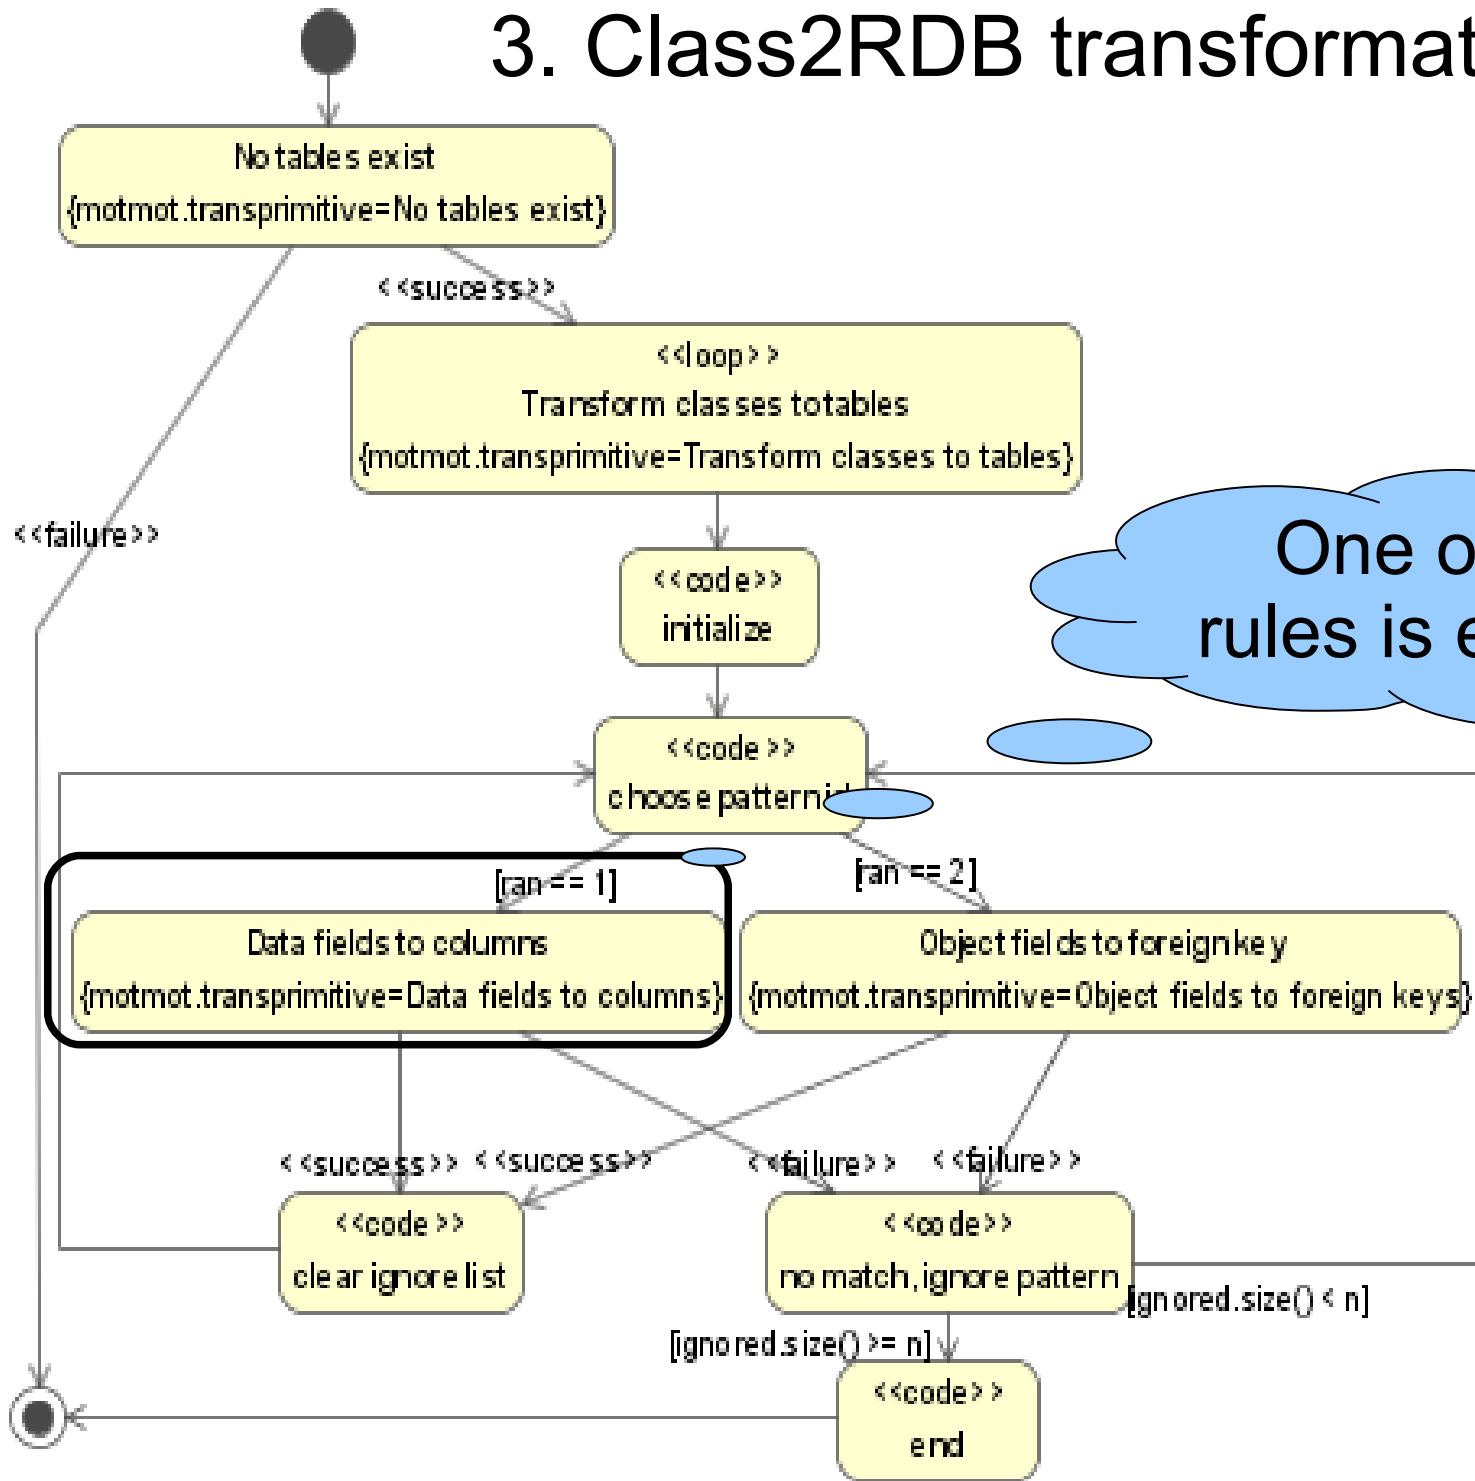 3. Class2RDB transformat
No tables exist
{motmot.transprimitive=No tables exist}
<<success>>
<<loop>>
Transform classes to tables
{motmot.transprimitive=Transform classes to tables}
<<failure>>
<<code>>
initialize
One o
rules is e
<<code>>
choose pattern
[ran == 1]
[ran == 2]
Data fields to columns
{motmot.transprimitive=Data fields to columns}
Object fields to foreign key
{motmot.transprimitive=Object fields to foreign keys}
<<success>>
<<success>>
<<failure>>
<<failure>>
<<code>>
clear ignore list
<<code>>
no match, ignore pattern
[ignored.size() < n]
[ignored.size() >= n]
<<code>>
end